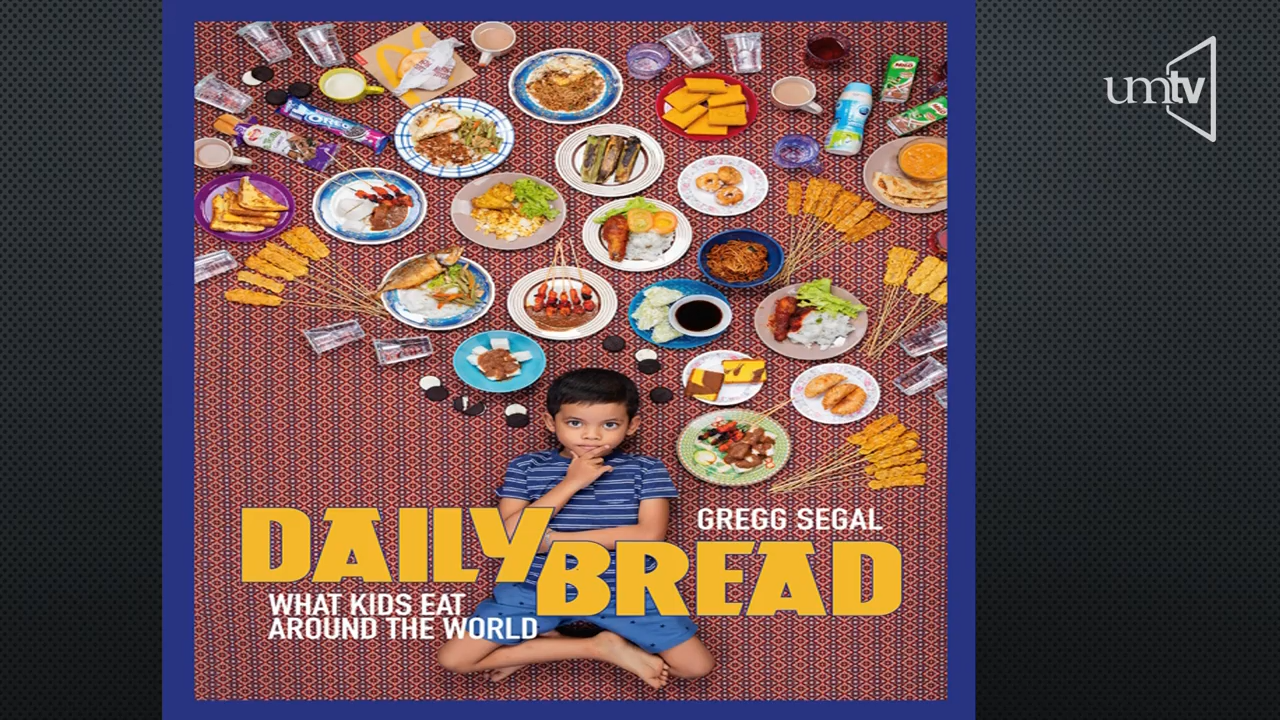 umtv
OREO
MILO
DAILY
BREAD
GREGG SEGAL
WHAT KIDS EAT
AROUND THE WORLD